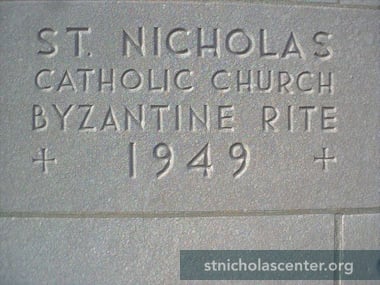 ST. NICHOLAS
CATHOLIC CHURCH
BYZANTINE RITE
1949
stnicholascenter.org